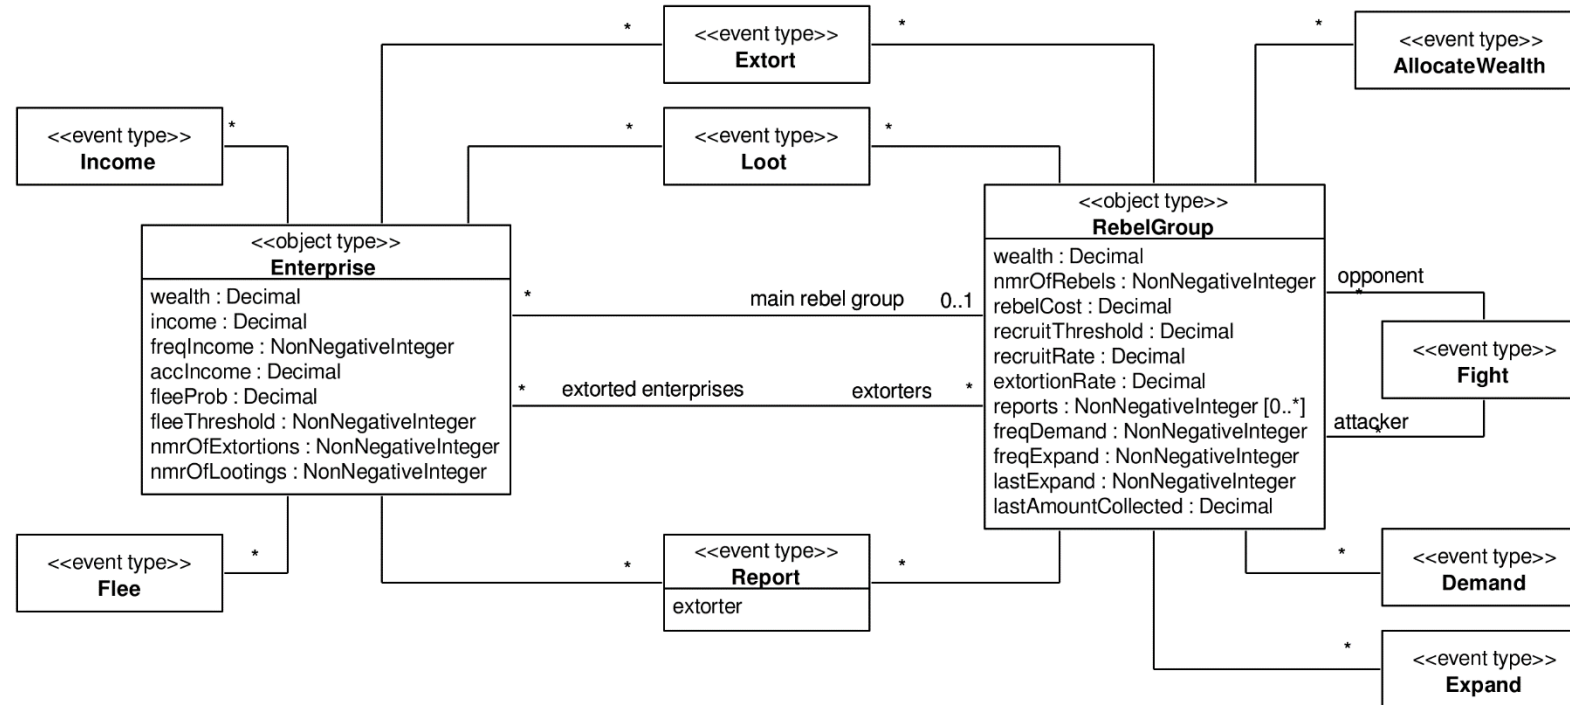 <<event type>>
Extort
*
*
<<event type>>
AllocateWealth
*
<<event type>>
Income
*
<<event type>>
Loot
*
*
<<object type>>
Enterprise
wealth : Decimal
income : Decimal
freqIncome : NonNegativeInteger
accIncome : Decimal
fleeProb : Decimal
fleeThreshold : NonNegativeInteger
nmrOfExtortions : NonNegativeInteger
nmrOfLootings : NonNegativeInteger
* main rebel group 0..1
* extorted enterprises extorters *
<<object type>>
RebelGroup
wealth : Decimal
nmrOfRebels : NonNegativeInteger
rebelCost : Decimal
recruitThreshold : Decimal
recruitRate : Decimal
extortionRate : Decimal
reports : NonNegativeInteger [0..*]
freqDemand : NonNegativeInteger
freqExpand : NonNegativeInteger
lastExpand : NonNegativeInteger
lastAmountCollected : Decimal
opponent
*
<<event type>>
Fight
attacker
*
<<event type>>
Flee
*
<<event type>>
Report
extorter
*
*
<<event type>>
Demand
*
<<event type>>
Expand
*